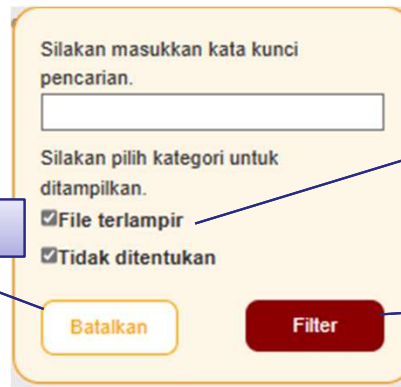 Silakan masukkan kata kunci
pencarian.
Silakan pilih kategori untuk
ditampilkan.
File terlampir
Tidak ditentukan
Batalkan
Filter